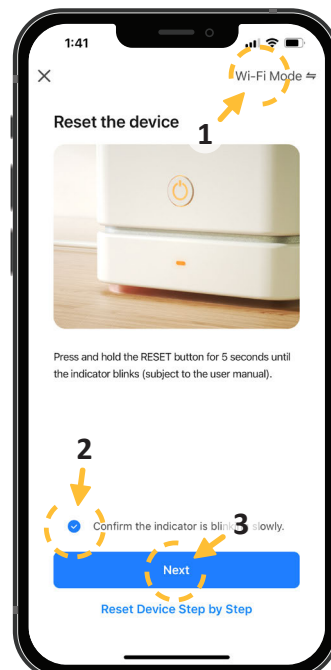 1:41
Wi-Fi Mode ⇋
Reset the device
1
Press and hold the RESET button for 5 seconds until
the indicator blinks (subject to the user manual).
2
3
Confirm the indicator is blinking slowly.
Next
Reset Device Step by Step